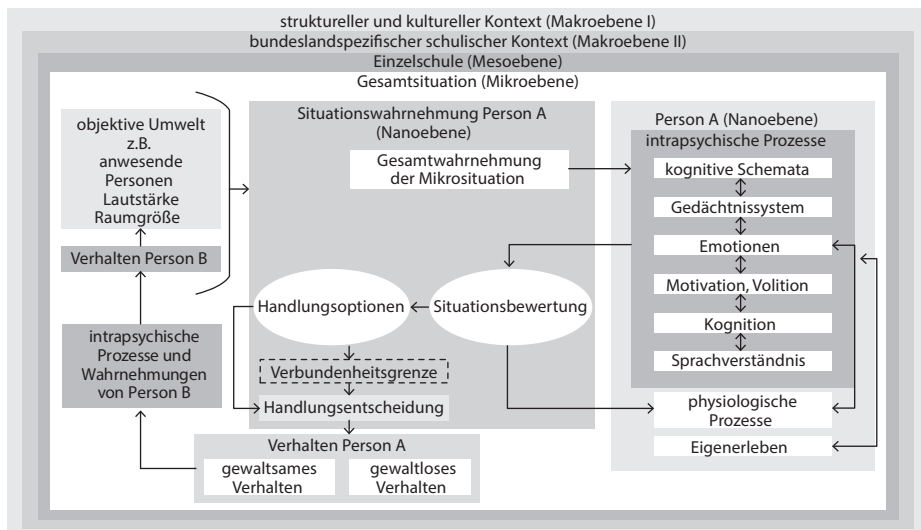 struktureller und kultureller Kontext (Makroebene I)
bundeslandspezifischer schulischer Kontext (Makroebene II)
Einzelschule (Mesoebene)
Gesamtsituation (Mikroebene)
objektive Umwelt
z.B.
anwesende
Personen
Lautstärke
Raumgröße
Verhalten Person B
intrapsychische
Prozesse und
Wahrnehmungen
von Person B
Situationswahrnehmung Person A
(Nanoebene)
Gesamtwahrnehmung
der Mikrosituation
Handlungsoptionen
Situationsbewertung
Verbundenheitsgrenze
Handlungsentscheidung
Verhalten Person A
gewaltsames
Verhalten
gewaltloses
Verhalten
Person A (Nanoebene)
intrapsychische Prozesse
kognitive Schemata
Gedächtnissystem
Emotionen
Motivation, Volition
Kognition
Sprachverständnis
physiologische
Prozesse
Eigenerleben